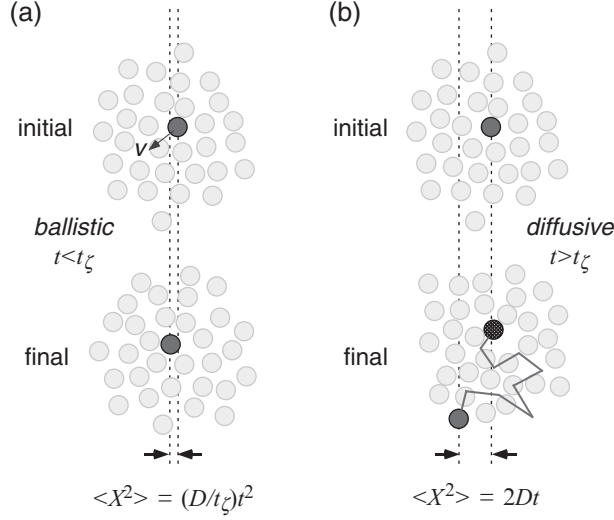 (a)
initial
v
ballistic
t<tζ
final
<X²> = (D/tζ)t²
(b)
initial
diffusive
t>tζ
final
<X²> = 2Dt